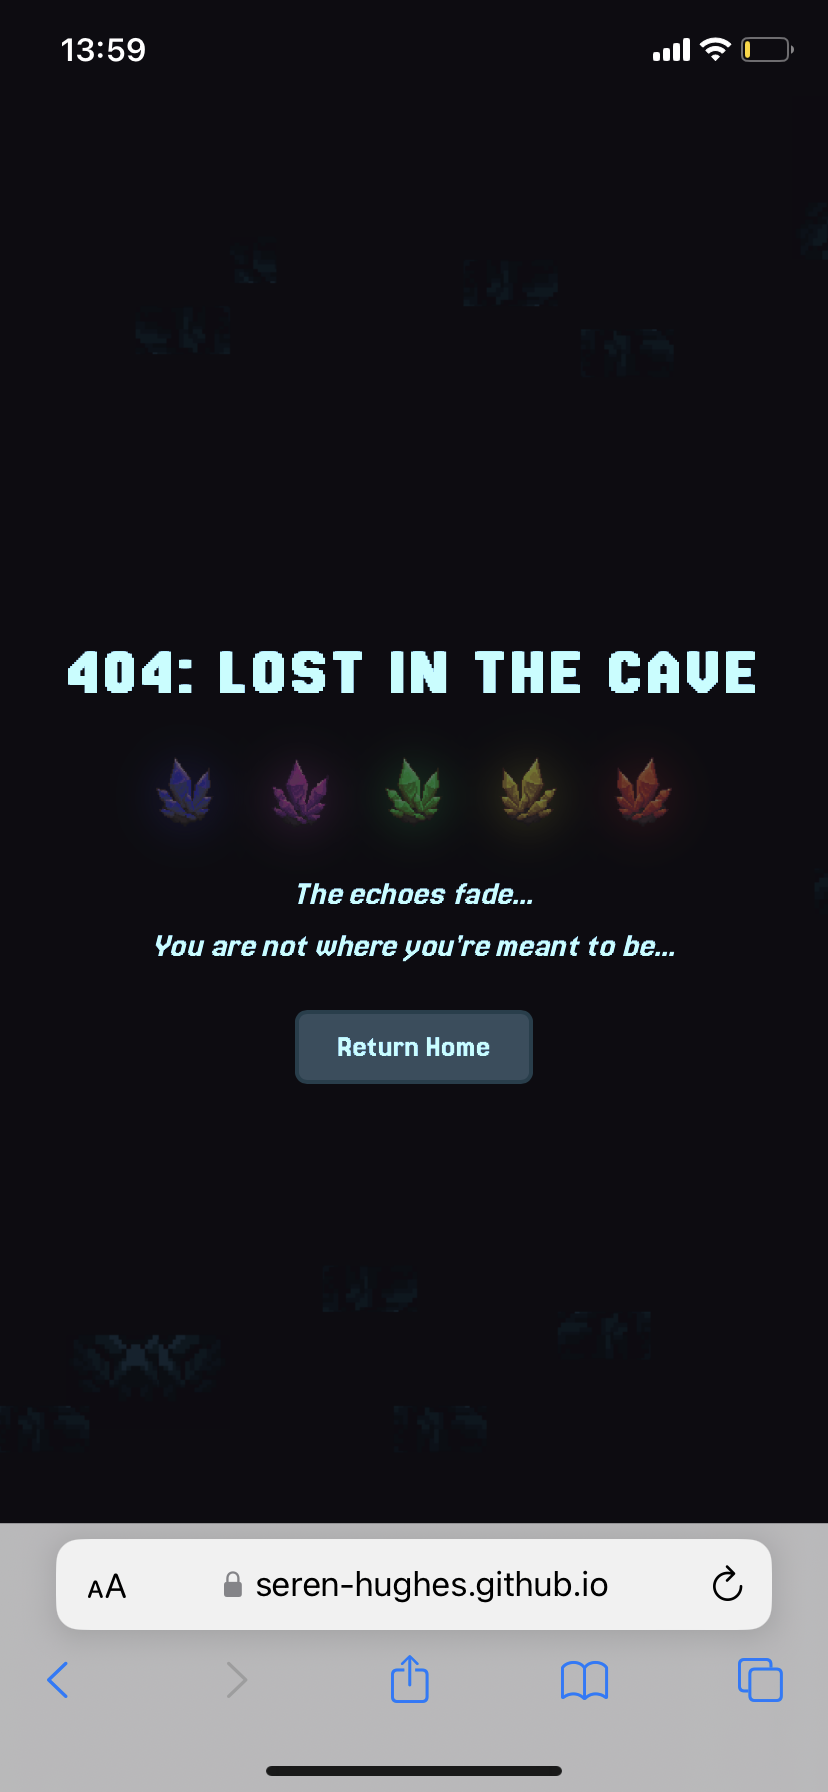 13:59
404: LOST IN THE CAVE
The echoes fade...
You are not where you're meant to be...
Return Home
AA seren-hughes.github.io